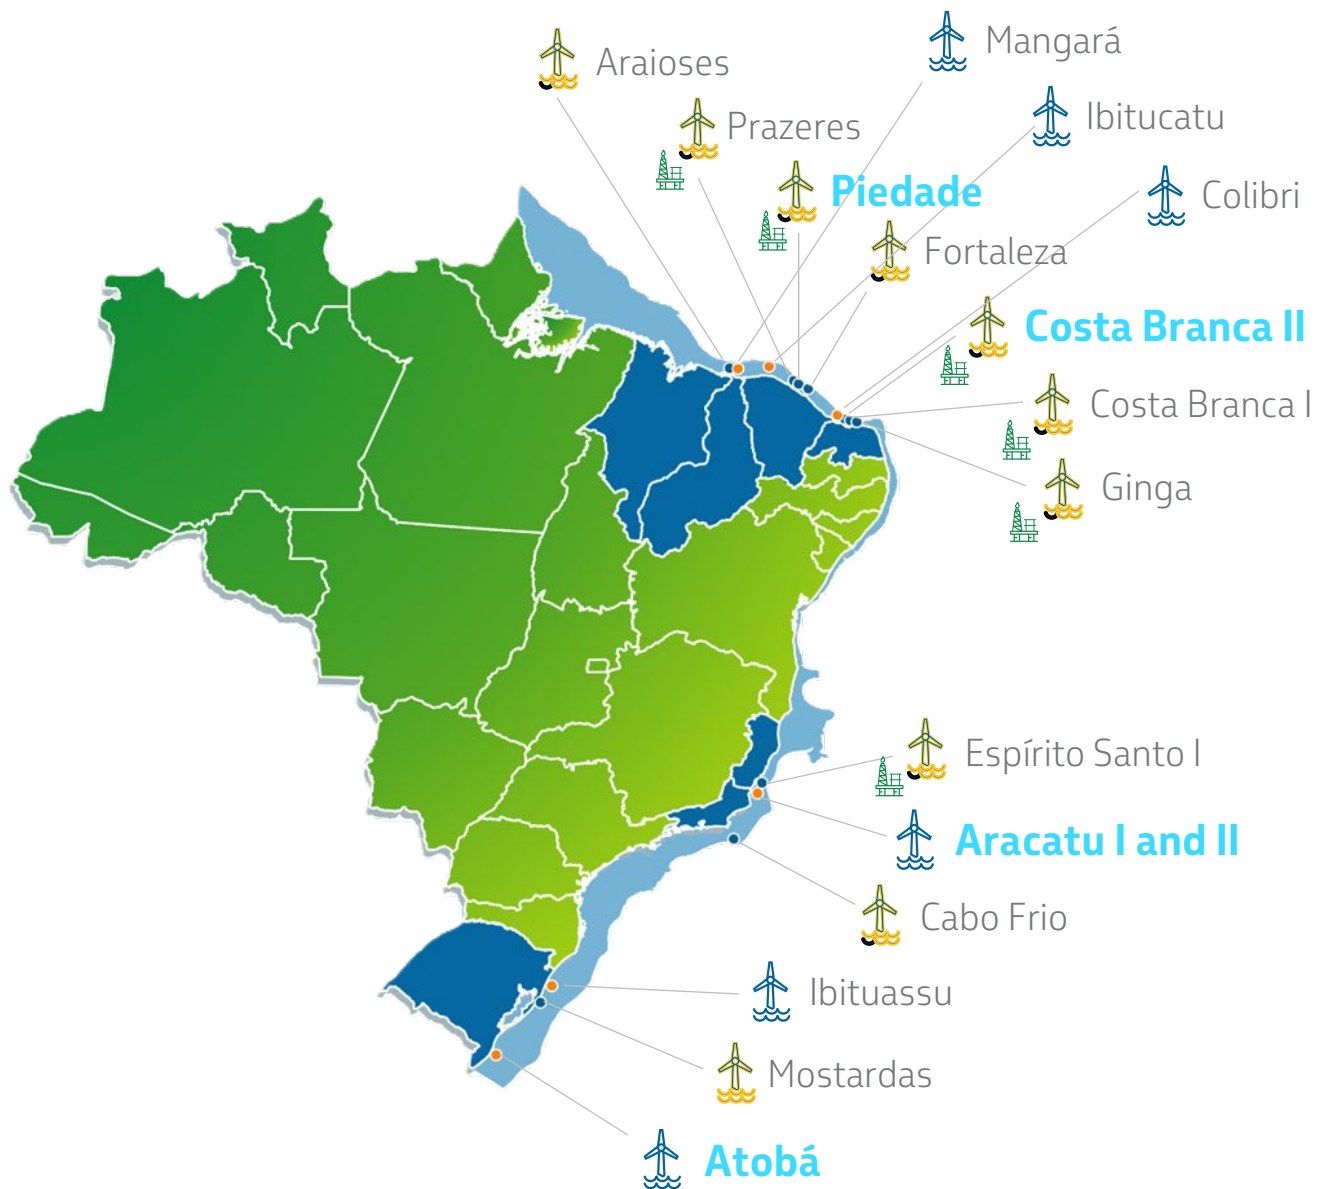 Mangará
Araioses
Ibitucatu
Prazeres
Piedade
Colibri
Fortaleza
Costa Branca II
Costa Branca I
Ginga
Espírito Santo I
Aracatu I and II
Cabo Frio
Ibituassu
Mostardas
Atobá